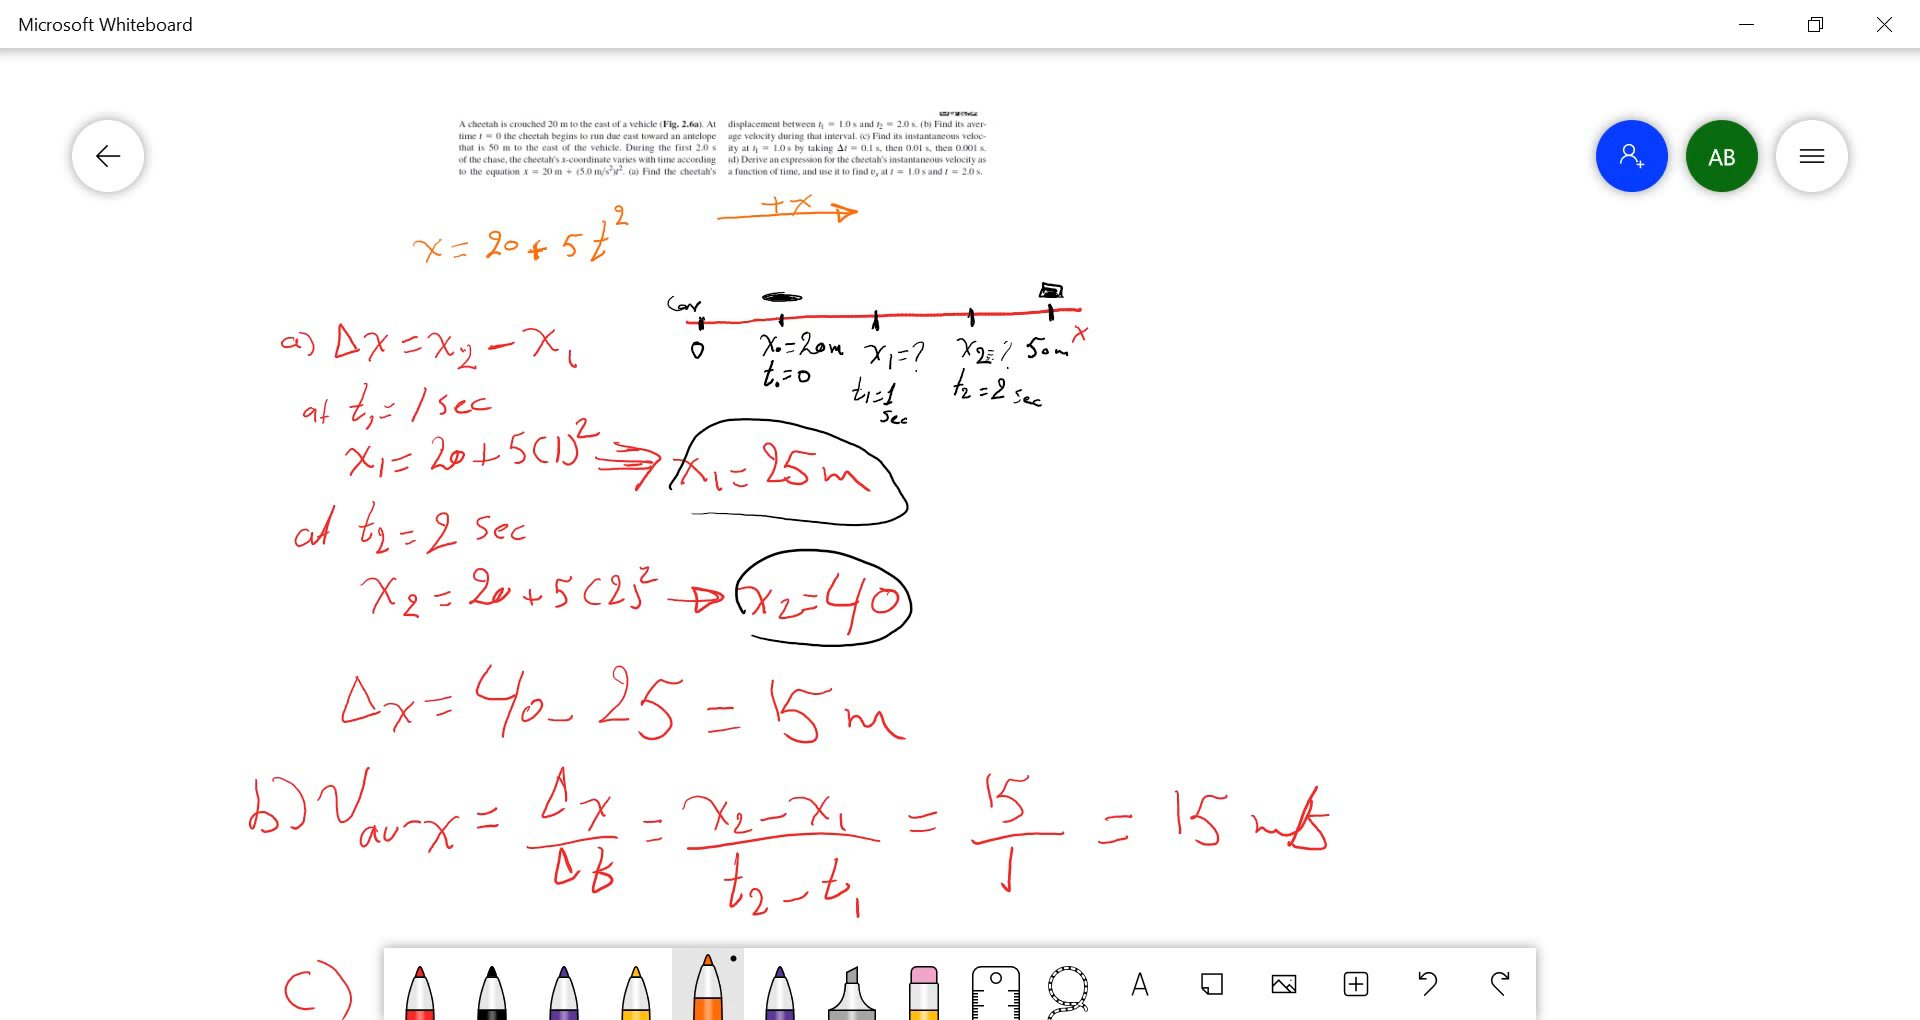 Microsoft Whiteboard
A cheetah is crouched 20 m to the east of a vehicle (Fig. 2.6a). At
time t = 0 the cheetah begins to run due east toward an antelope
that is 50 m to the east of the vehicle. During the first 2.0 s
of the chase, the cheetah's x-coordinate varies with time according
to the equation x = 20 m + (5.0 m/s²)t². (a) Find the cheetah's
displacement between t₁ = 1.0 s and t₂ = 2.0 s. (b) Find its aver-
age velocity during that interval. (c) Find its instantaneous veloc-
ity at t₁ = 1.0 s by taking Δt = 0.1 s, then 0.01 s, then 0.001 s.
(d) Derive an expression for the cheetah's instantaneous velocity as
a function of time, and use it to find vₓ at t = 1.0 s and t = 2.0 s.
AB
+x
x = 20 + 5t²
Car
0
x₀ = 20m
t₀ = 0
x₁ = ?
t₁ = 1
sec
x₂ = ?
t₂ = 2 sec
50m
x
a) Δx = x₂ - x₁
at t₁ = 1 sec
x₁ = 20 + 5(1)² ⇒ x₁ = 25 m
at t₂ = 2 sec
x₂ = 20 + 5(2)² → x₂ = 40
Δx = 40 - 25 = 15 m
b) Vav-x = Δx/Δt = x₂ - x₁/t₂ - t₁ = 15/1 = 15 m/s
c)
A